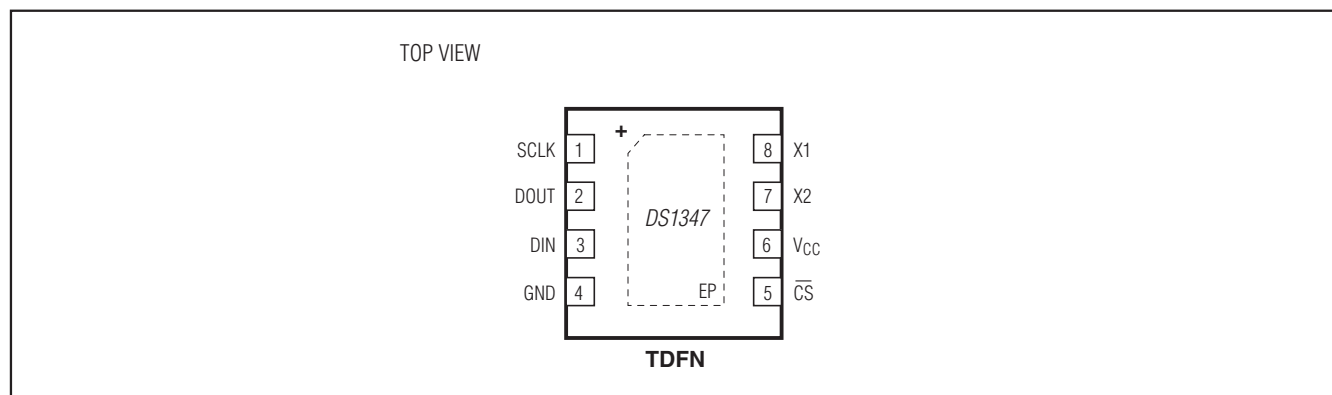 TOP VIEW
+
SCLK 1 8 X1
DOUT 2 7 X2
DS1347
DIN 3 6 VCC
GND 4 EP 5 C̅S̅
TDFN